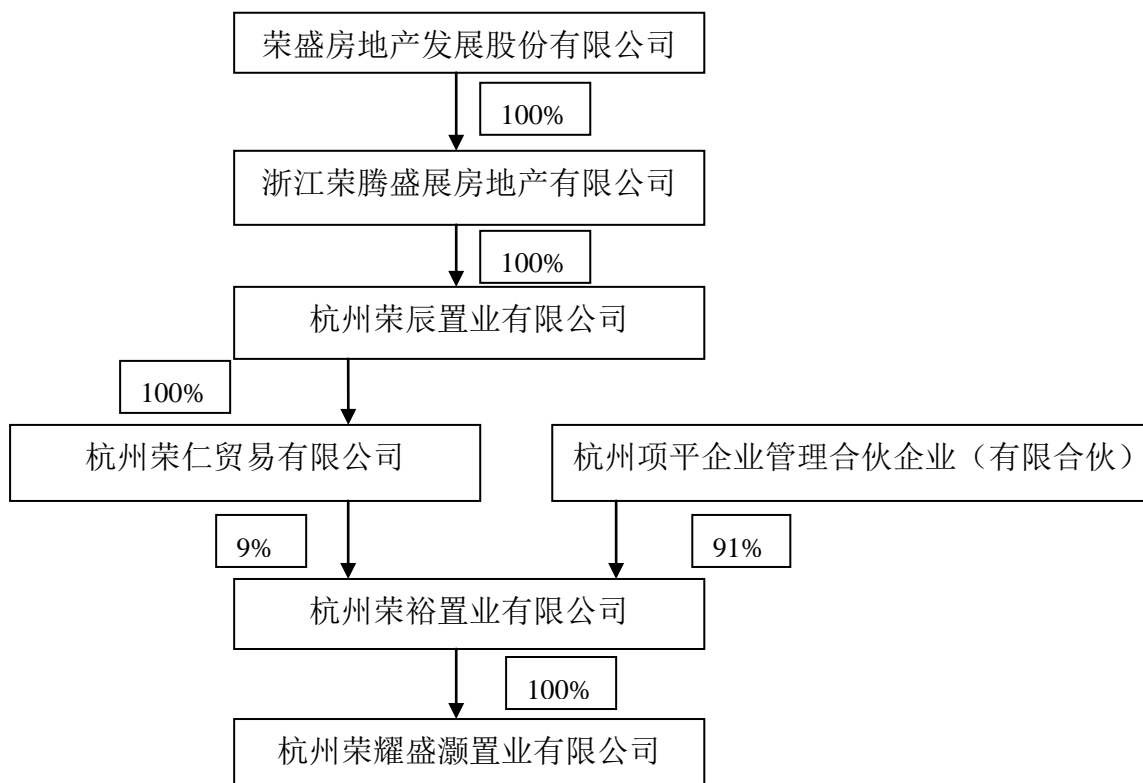 荣盛房地产发展股份有限公司
100%
浙江荣腾盛展房地产有限公司
100%
杭州荣辰置业有限公司
100%
杭州荣仁贸易有限公司
杭州项平企业管理合伙企业（有限合伙）
9%
91%
杭州荣裕置业有限公司
100%
杭州荣耀盛灏置业有限公司